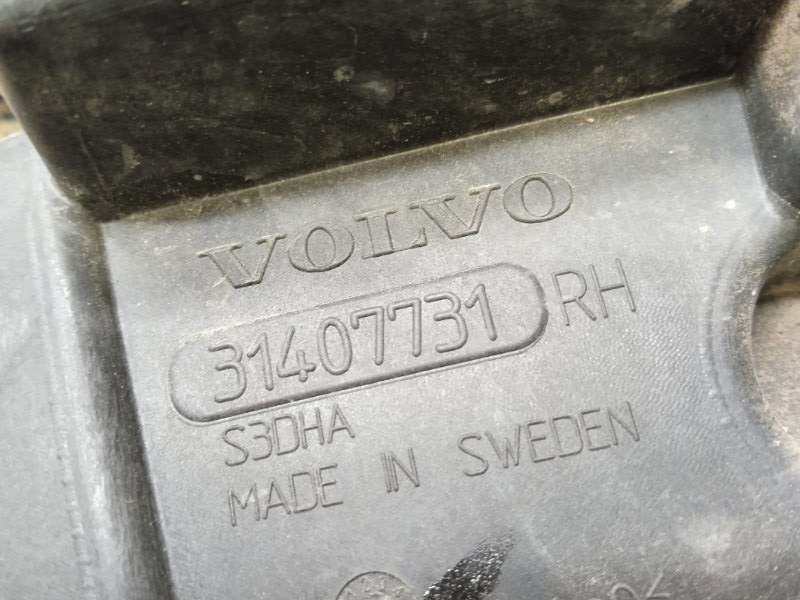 VOLVO
31407731 RH
S3DHA
MADE IN SWEDEN